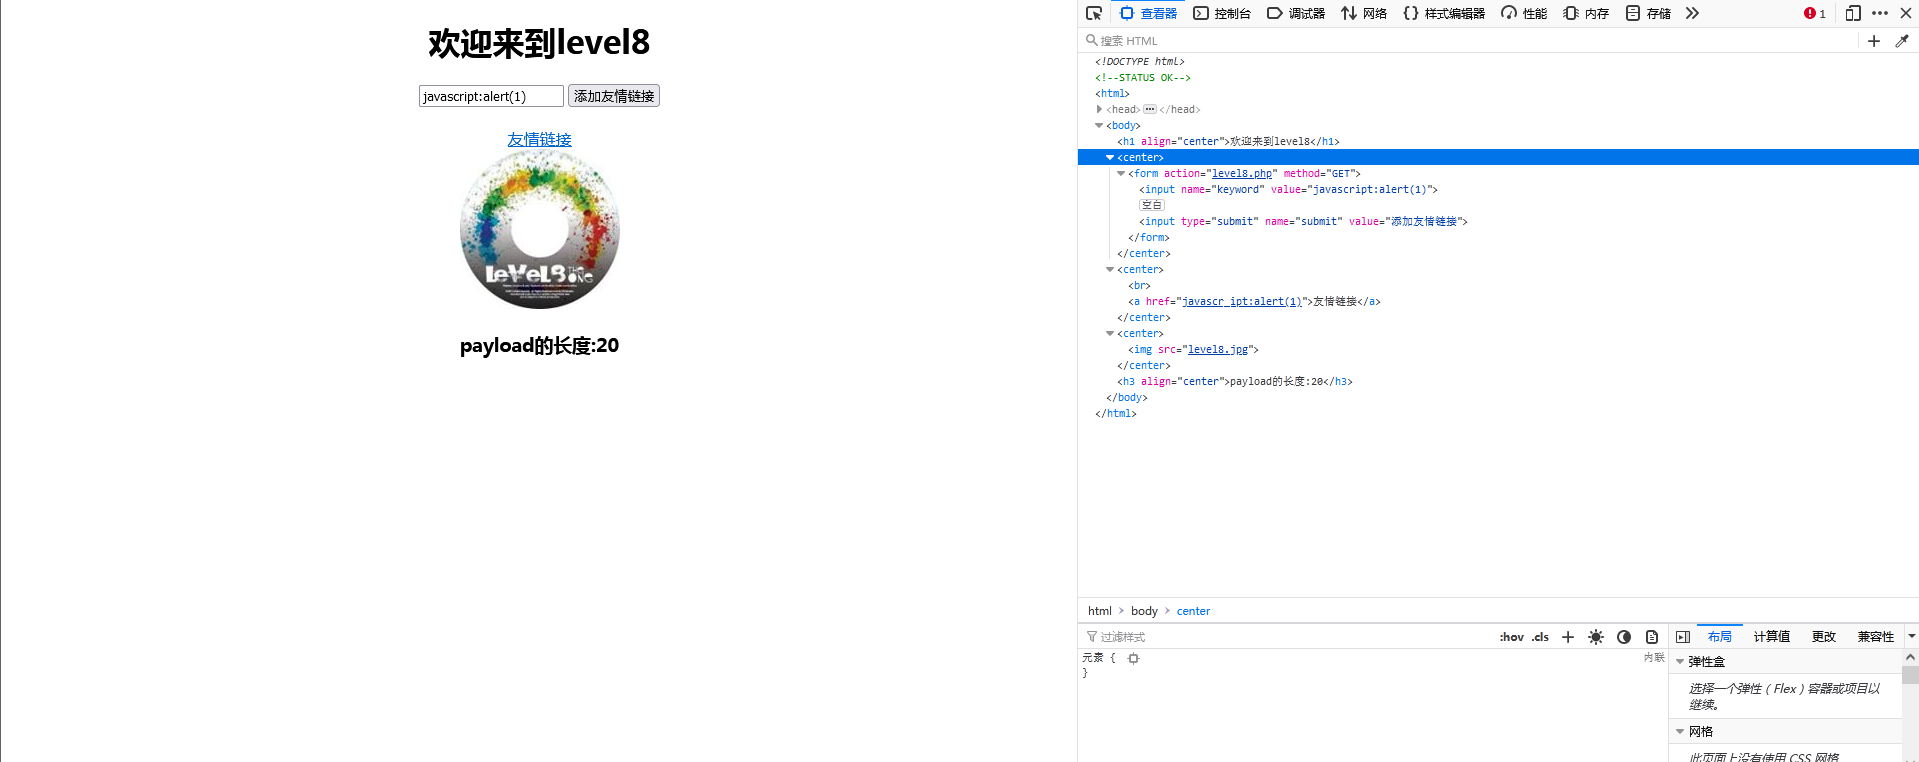 欢迎来到level8
javascript:alert(1) 添加友情链接
友情链接
LeVeL8 THE ONG
payload的长度:20
查看器 控制台 调试器 网络 样式编辑器 性能 内存 存储 1
搜索 HTML
<!DOCTYPE html>
<!--STATUS OK-->
<html>
<head> ••• </head>
<body>
<h1 align="center">欢迎来到level8</h1>
<center>
<form action="level8.php" method="GET">
<input name="keyword" value="javascript:alert(1)">
空白
<input type="submit" name="submit" value="添加友情链接">
</form>
</center>
<center>
<br>
<a href="javascr_ipt:alert(1)">友情链接</a>
</center>
<center>
<img src="level8.jpg">
</center>
<h3 align="center">payload的长度:20</h3>
</body>
</html>
html > body > center
过滤样式 :hov .cls
元素 { 内联
}
布局 计算值 更改 兼容性
弹性盒
选择一个弹性（Flex）容器或项目以
继续。
网格
此页面上没有使用 CSS 网格